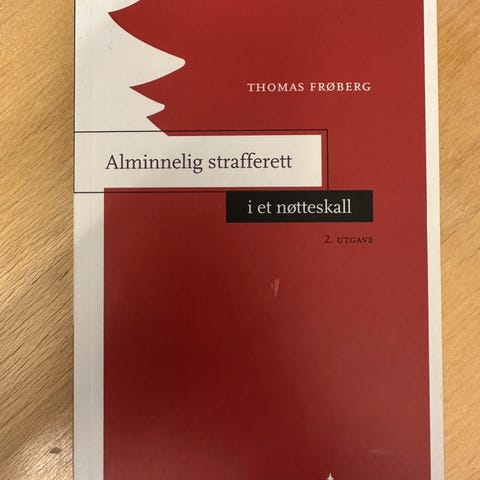 THOMAS FRØBERG
Alminnelig strafferett
i et nøtteskall
2. UTGAVE